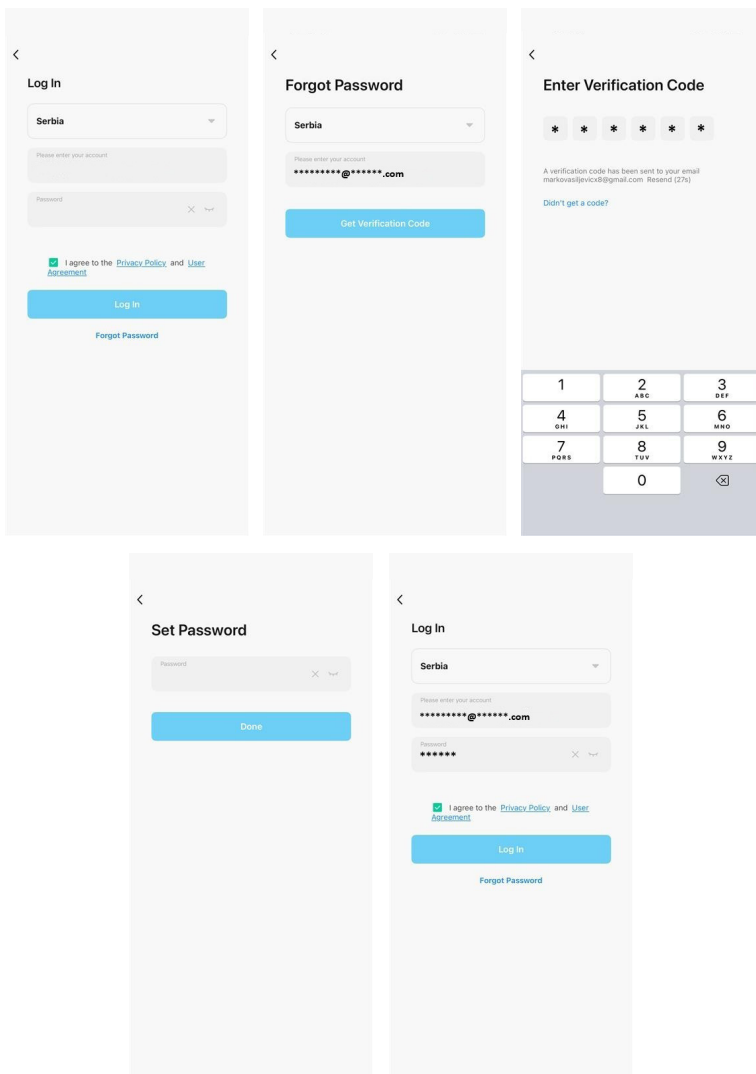 Log In
Serbia
Please enter your account
Password
I agree to the Privacy Policy and User
Agreement
Log In
Forgot Password
Forgot Password
Serbia
Please enter your account
*********@******.com
Get Verification Code
Enter Verification Code
* * * * * *
A verification code has been sent to your email
markovasiljevicx8@gmail.com Resend (27s)
Didn't get a code?
1
2
ABC
3
DEF
4
GHI
5
JKL
6
MNO
7
PQRS
8
TUV
9
WXYZ
0
Set Password
Password
Done
Log In
Serbia
Please enter your account
*********@******.com
Password
******
I agree to the Privacy Policy and User
Agreement
Log In
Forgot Password